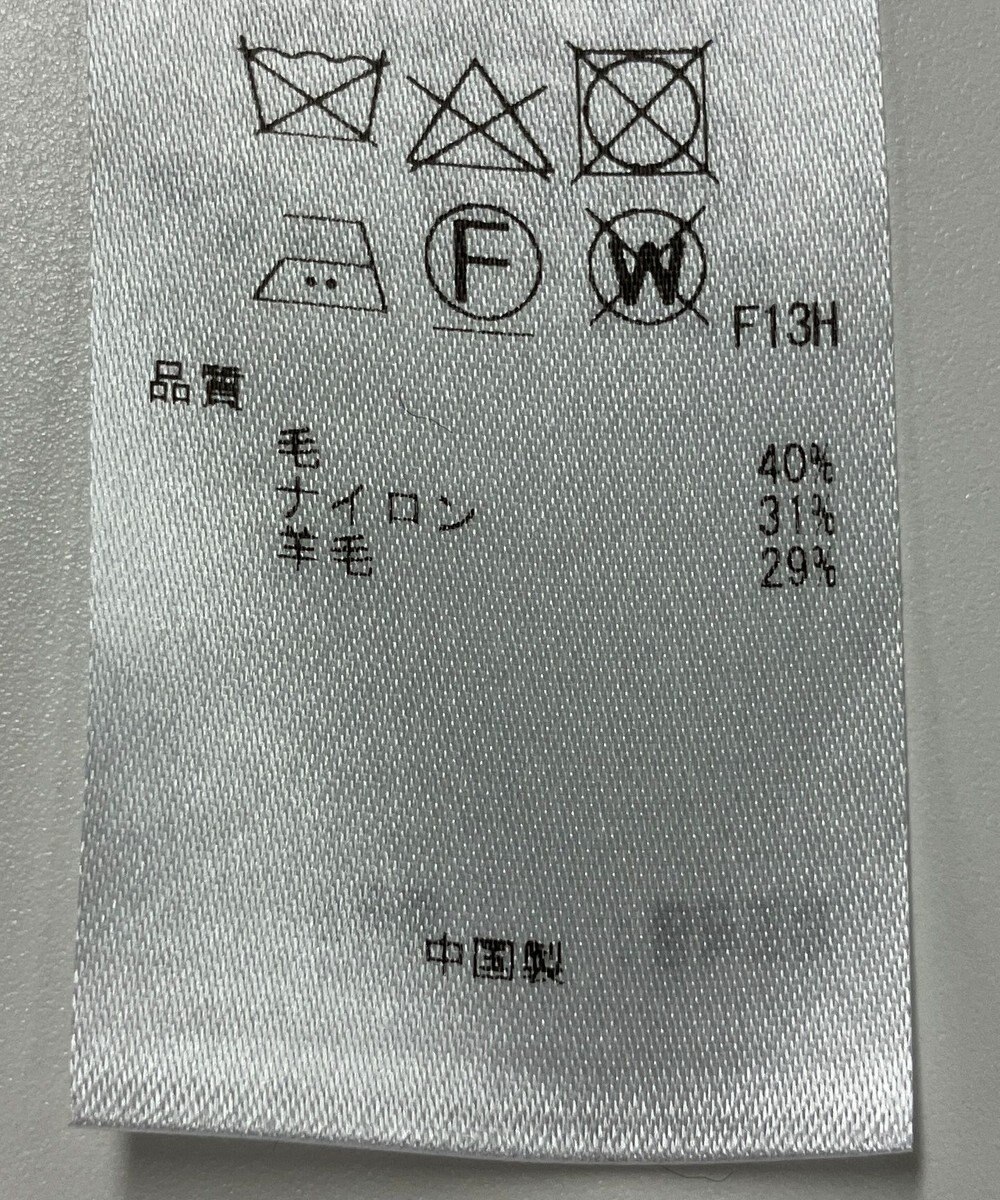 F
W
F13H
品質
毛 40%
ナイロン 31%
羊毛 29%
中国製